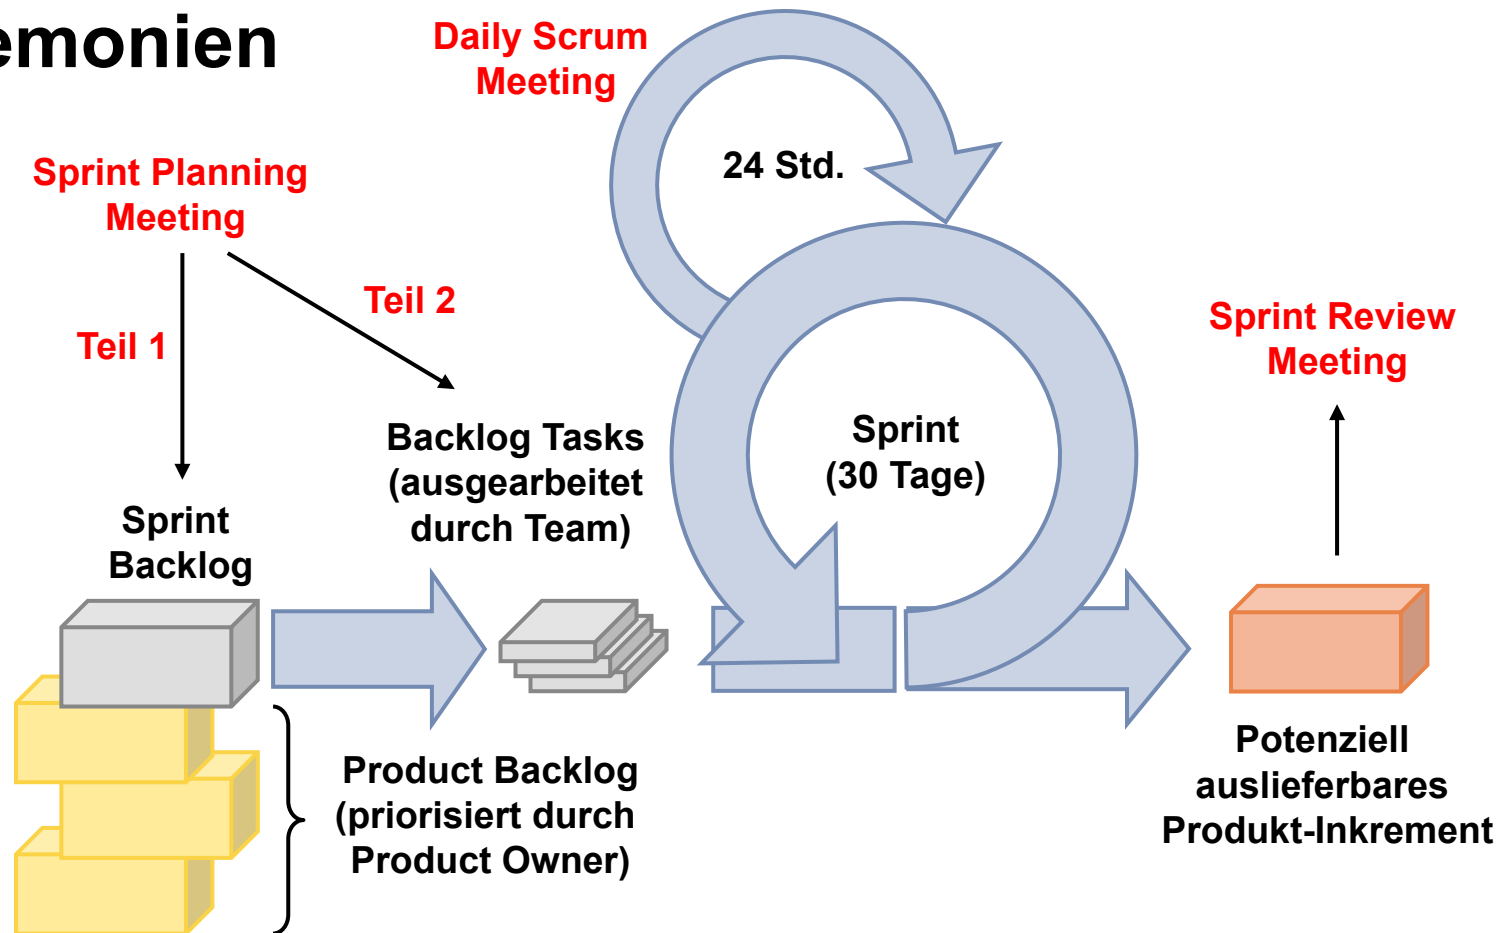 emonien
Daily Scrum
Meeting
24 Std.
Sprint Planning
Meeting
Teil 1
Teil 2
Sprint Review
Meeting
Backlog Tasks
(ausgearbeitet
durch Team)
Sprint
(30 Tage)
Sprint
Backlog
Product Backlog
(priorisiert durch
Product Owner)
Potenziell
auslieferbares
Produkt-Inkrement